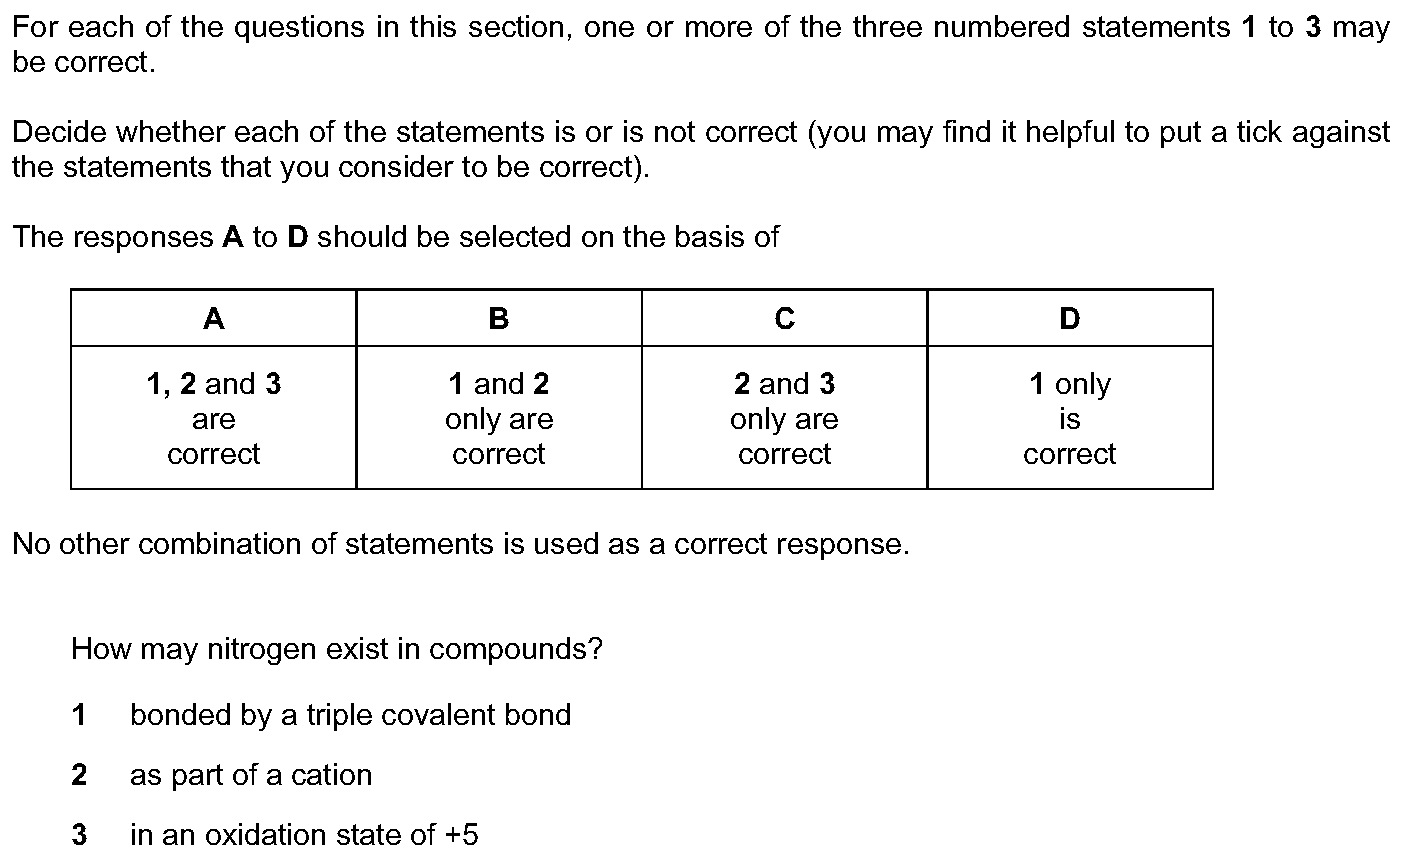 For each of the questions in this section, one or more of the three numbered statements 1 to 3 may
be correct.
Decide whether each of the statements is or is not correct (you may find it helpful to put a tick against
the statements that you consider to be correct).
The responses A to D should be selected on the basis of
A B C D
1, 2 and 3 1 and 2 2 and 3 1 only
are only are only are is
correct correct correct correct
No other combination of statements is used as a correct response.
How may nitrogen exist in compounds?
1 bonded by a triple covalent bond
2 as part of a cation
3 in an oxidation state of +5